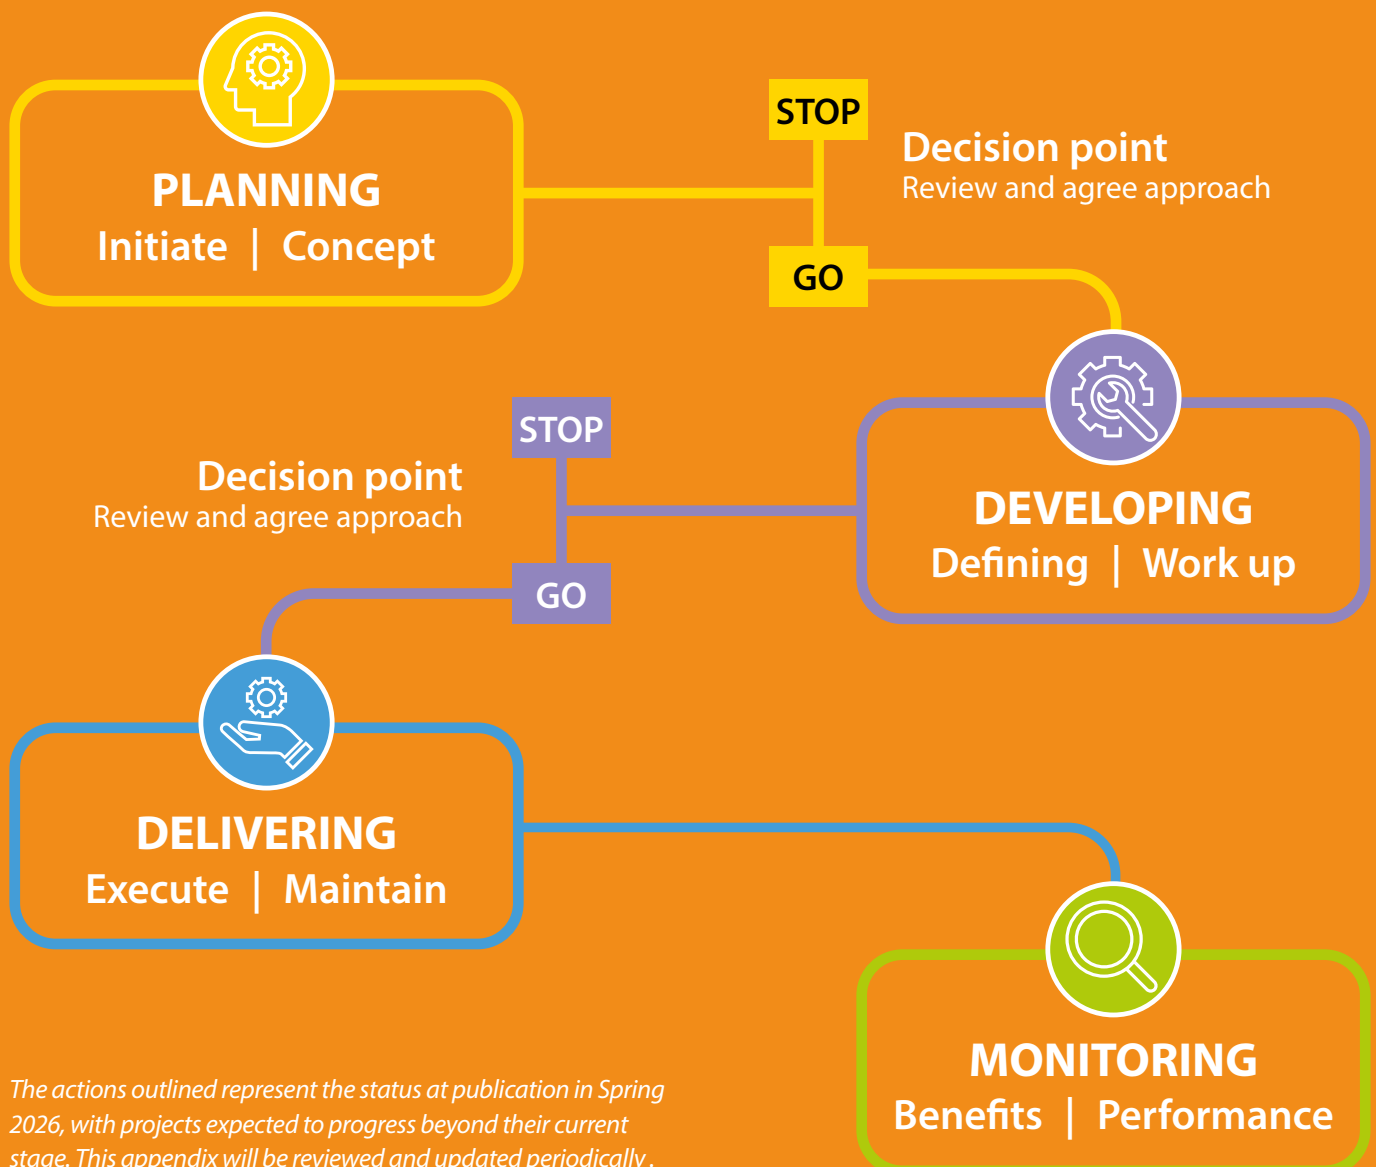 PLANNING
Initiate | Concept
STOP
Decision point
Review and agree approach
GO
STOP
Decision point
Review and agree approach
GO
DEVELOPING
Defining | Work up
DELIVERING
Execute | Maintain
MONITORING
Benefits | Performance
The actions outlined represent the status at publication in Spring
2026, with projects expected to progress beyond their current
stage. This appendix will be reviewed and updated periodically .